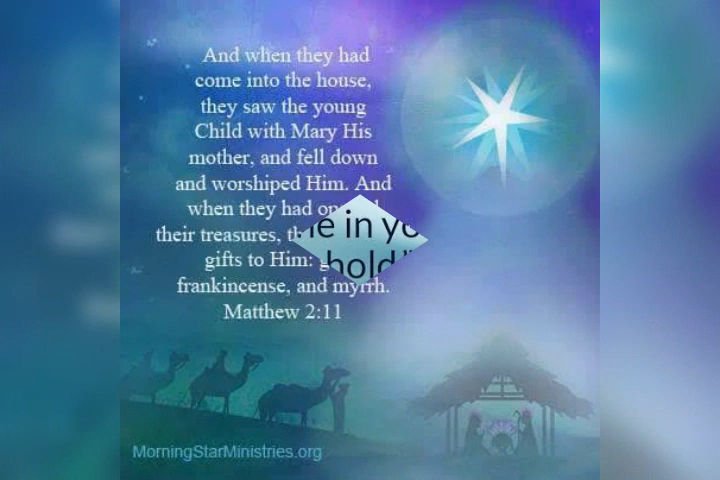 And when they had
come into the house,
they saw the young
Child with Mary His
mother, and fell down
and worshiped Him. And
when they had
their treasures,
gifts to Him:
frankincense, and myrrh.
Matthew 2:11
in
hold"
MorningStarMinistries.org